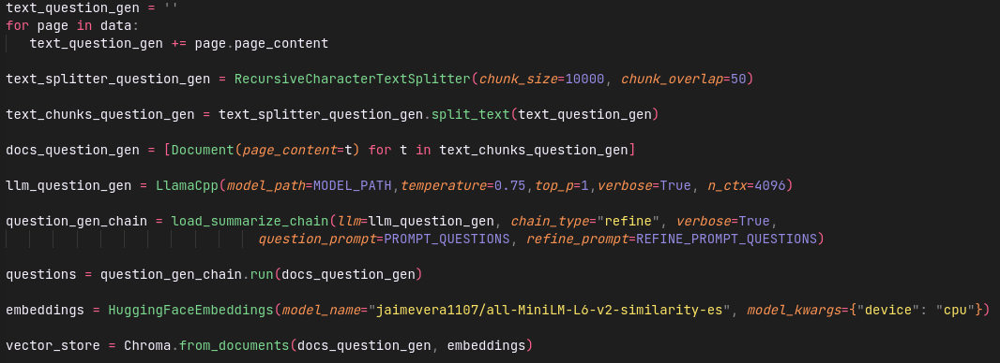 text_question_gen = ''
for page in data:
   text_question_gen += page.page_content
text_splitter_question_gen = RecursiveCharacterTextSplitter(chunk_size=10000, chunk_overlap=50)
text_chunks_question_gen = text_splitter_question_gen.split_text(text_question_gen)
docs_question_gen = [Document(page_content=t) for t in text_chunks_question_gen]
llm_question_gen = LlamaCpp(model_path=MODEL_PATH,temperature=0.75,top_p=1,verbose=True, n_ctx=4096)
question_gen_chain = load_summarize_chain(llm=llm_question_gen, chain_type="refine", verbose=True,
                                question_prompt=PROMPT_QUESTIONS, refine_prompt=REFINE_PROMPT_QUESTIONS)
questions = question_gen_chain.run(docs_question_gen)
embeddings = HuggingFaceEmbeddings(model_name="jaimevera1107/all-MiniLM-L6-v2-similarity-es", model_kwargs={"device": "cpu"})
vector_store = Chroma.from_documents(docs_question_gen, embeddings)